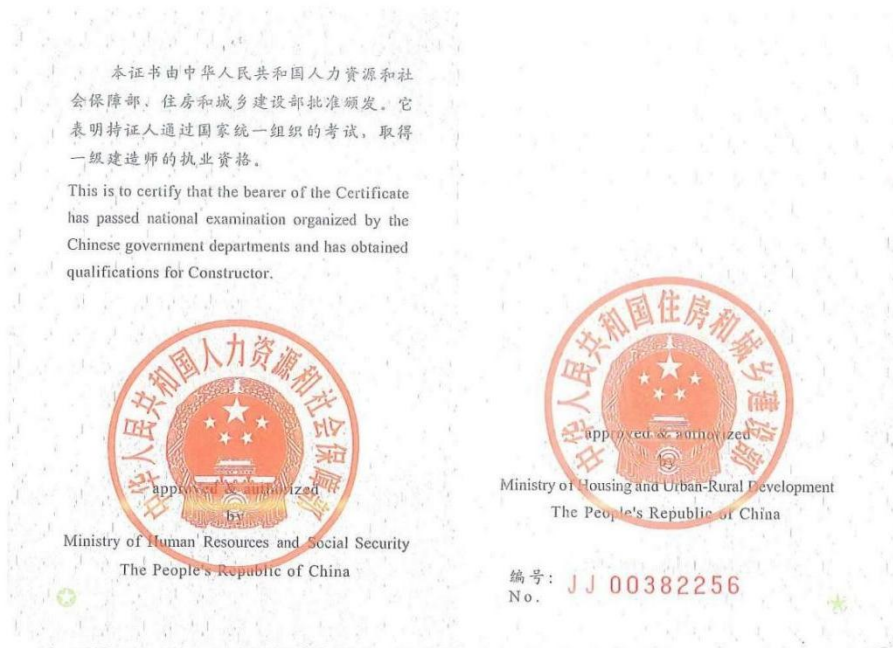 本证书由中华人民共和国人力资源和社
会保障部、住房和城乡建设部批准颁发。它
表明持证人通过国家统一组织的考试，取得
一级建造师的执业资格。
This is to certify that the bearer of the Certificate
has passed national examination organized by the
Chinese government departments and has obtained
qualifications for Constructor.
中华人民共和国人力资源和社会保障部
approved & authorized
by
Ministry of Human Resources and Social Security
The People's Republic of China
中华人民共和国住房和城乡建设部
approved & authorized
by
Ministry of Housing and Urban-Rural Development
The People's Republic of China
编号: JJ 00382256
No.